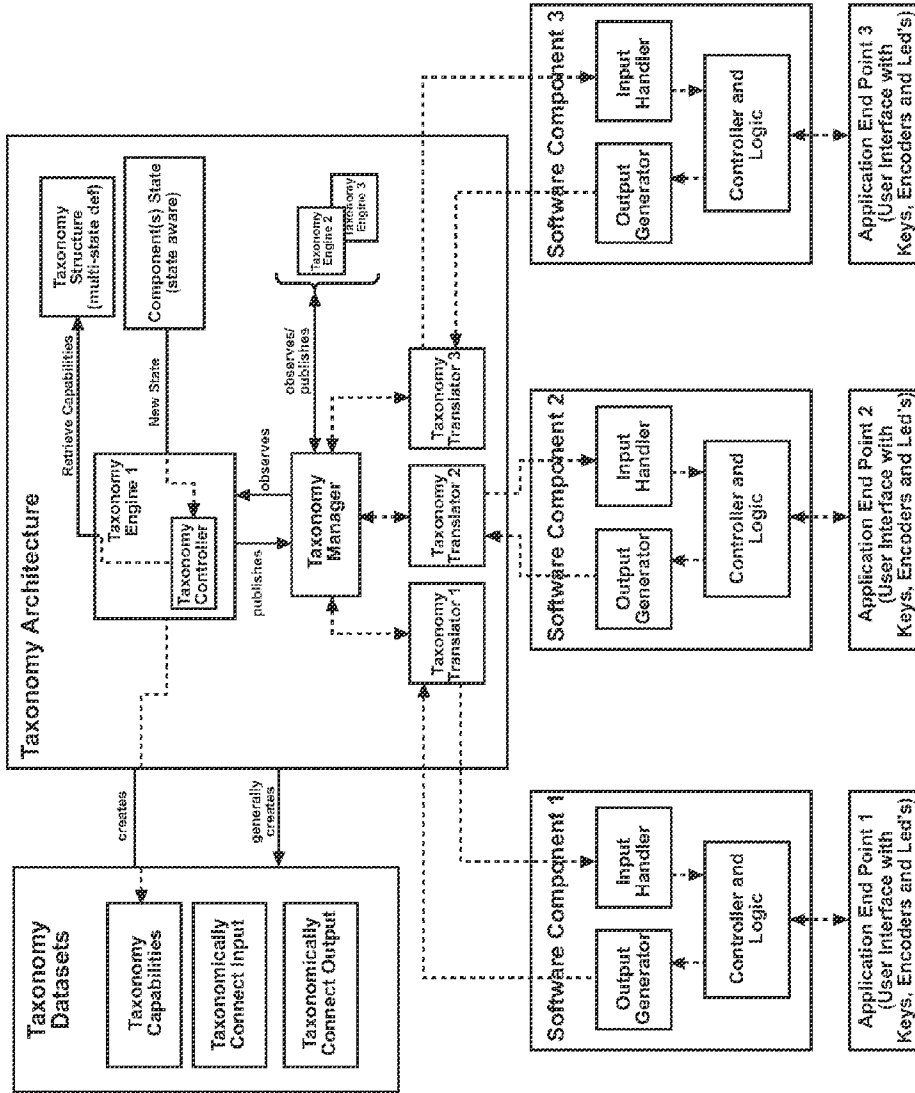 Taxonomy
Datasets
Taxonomy
Capabilities
Taxonomically
Connect Input
Taxonomically
Connect Output
creates
generally
creates
Taxonomy Architecture
Taxonomy
Engine 1
Taxonomy
Controller
Retrieve Capabilities
New State
Taxonomy
Structure
(multi-state def)
Component(s) State
(state aware)
publishes
observes
Taxonomy
Manager
observes/
publishes
Taxonomy
Engine 2
Taxonomy
Engine 3
Taxonomy
Translator 1
Taxonomy
Translator 2
Taxonomy
Translator 3
Software Component 1
Output
Generator
Input
Handler
Controller and
Logic
Application End Point 1
(User Interface with
Keys, Encoders and Led's)
Software Component 2
Output
Generator
Input
Handler
Controller and
Logic
Application End Point 2
(User Interface with
Keys, Encoders and Led's)
Software Component 3
Output
Generator
Input
Handler
Controller and
Logic
Application End Point 3
(User Interface with
Keys, Encoders and Led's)